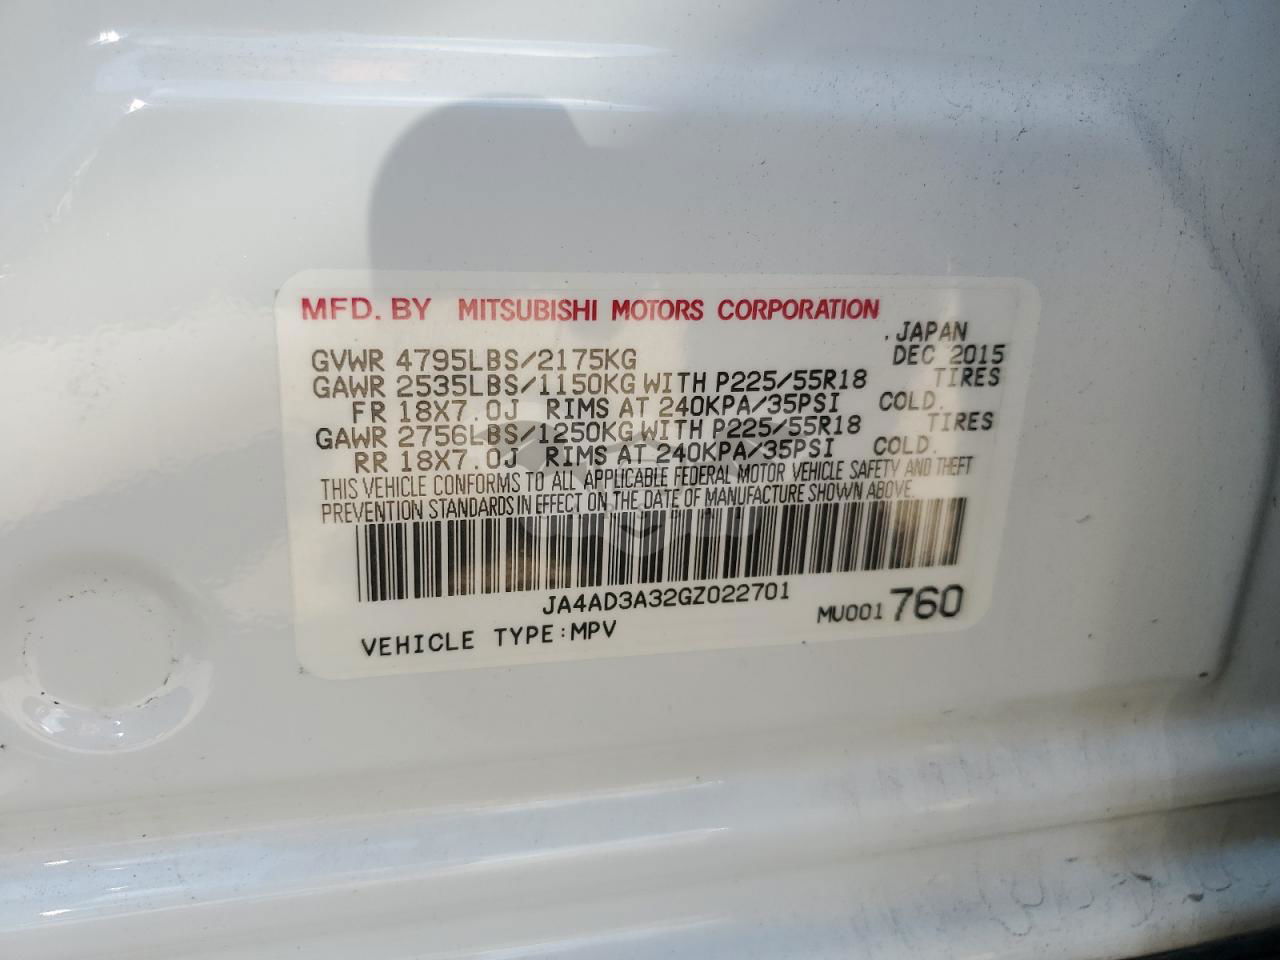 MFD. BY MITSUBISHI MOTORS CORPORATION
.JAPAN
GVWR 4795LBS/2175KG DEC 2015
GAWR 2535LBS/1150KG WITH P225/55R18 TIRES
FR 18X7.0J RIMS AT 240KPA/35PSI COLD.
GAWR 2756LBS/1250KG WITH P225/55R18 TIRES
RR 18X7.0J RIMS AT 240KPA/35PSI COLD.
THIS VEHICLE CONFORMS TO ALL APPLICABLE FEDERAL MOTOR VEHICLE SAFETY AND THEFT
PREVENTION STANDARDS IN EFFECT ON THE DATE OF MANUFACTURE SHOWN ABOVE.
JA4AD3A32GZ022701
MU001 760
VEHICLE TYPE:MPV